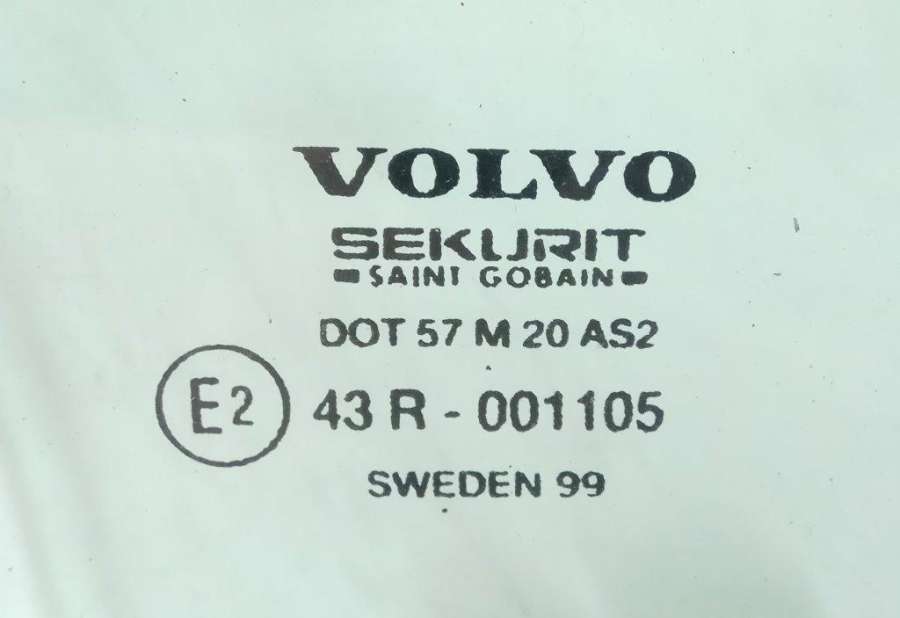 VOLVO
SEKURIT
SAINT GOBAIN
DOT 57 M 20 AS2
E2 43 R - 001105
SWEDEN 99